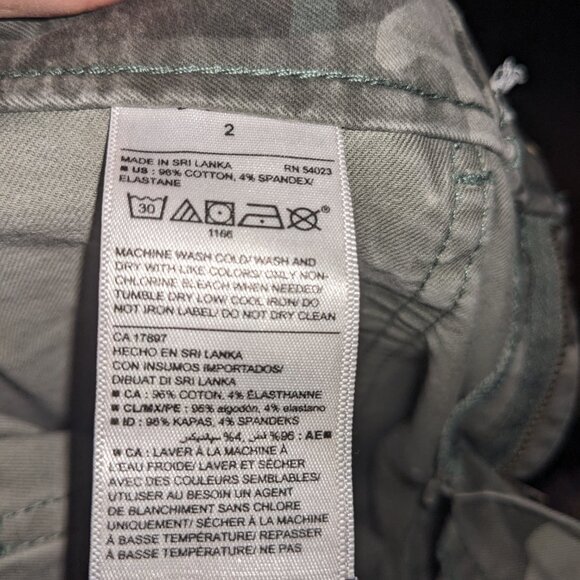 2
MADE IN SRI LANKA RN 54023
■ US : 96% COTTON, 4% SPANDEX/
ELASTANE
30
1166
MACHINE WASH COLD/WASH AND
DRY WITH LIKE COLORS/ ONLY NON-
CHLORINE BLEACH WHEN NEEDED/
TUMBLE DRY LOW/ COOL IRON/ DO
NOT IRON LABEL/ DO NOT DRY CLEAN
CA 17897
HECHO EN SRI LANKA
CON INSUMOS IMPORTADOS/
DIBUAT DI SRI LANKA
■ CA : 96% COTON, 4% ÉLASTHANNE
■ CL/MX/PE : 96% algodón, 4% elastano
■ ID : 96% KAPAS, 4% SPANDEKS
■ AE : 96% قطن, 4% سباندكس
■ CA : LAVER À LA MACHINE À
L'EAU FROIDE/ LAVER ET SÉCHER
AVEC DES COULEURS SEMBLABLES/
UTILISER AU BESOIN UN AGENT
DE BLANCHIMENT SANS CHLORE
UNIQUEMENT/ SÉCHER À LA MACHINE
À BASSE TEMPÉRATURE/ REPASSER
À BASSE TEMPÉRATURE/ NE PAS